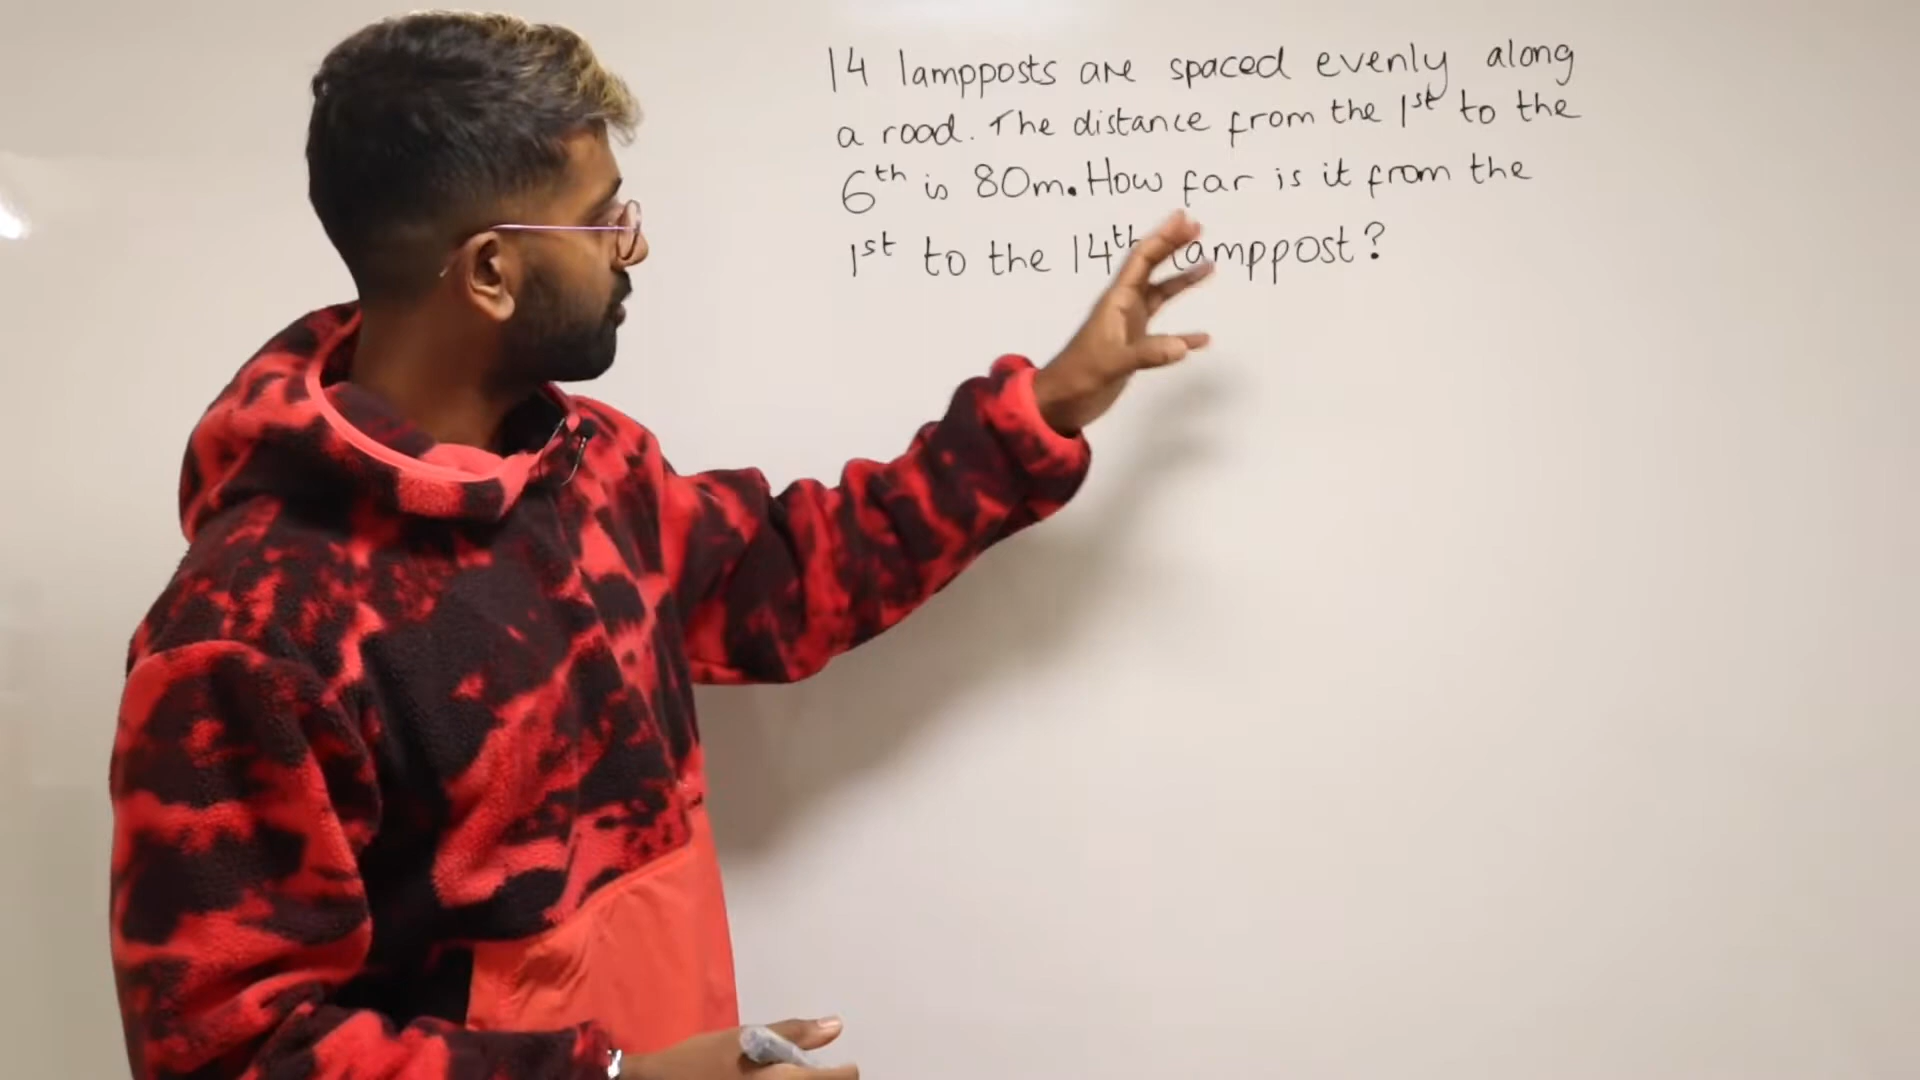 14 lampposts are spaced evenly along
a road. The distance from the 1st to the
6th is 80m. How far is it from the
1st to the 14th lamppost?